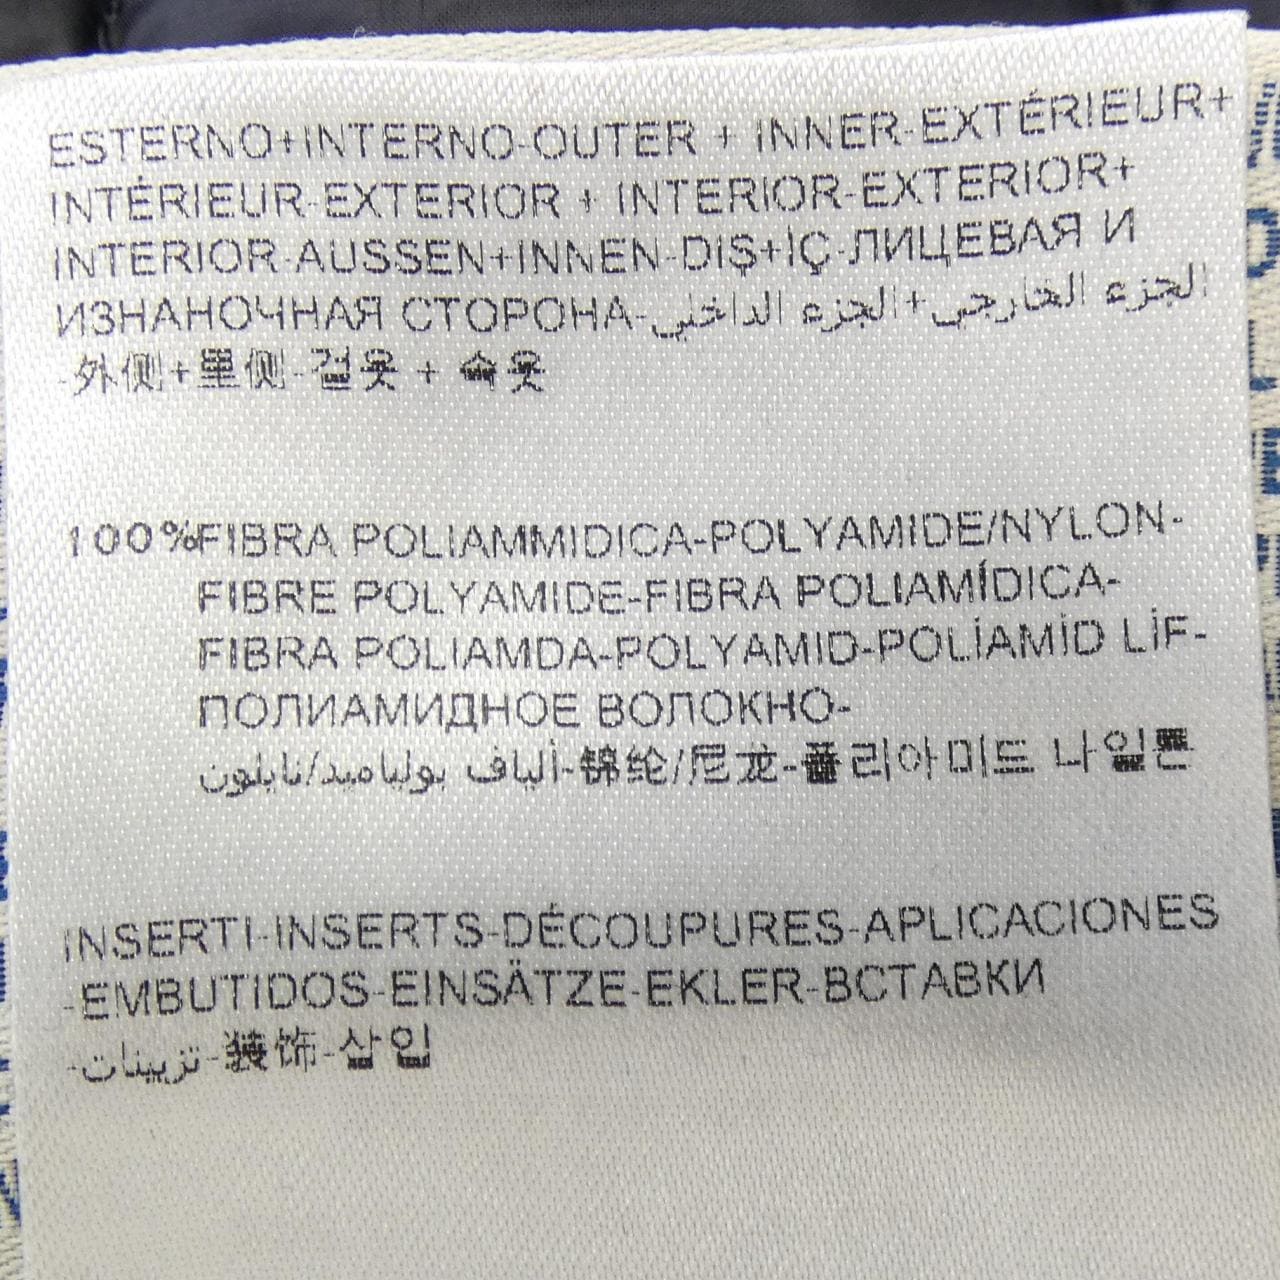 ESTERNO+INTERNO-OUTER + INNER-EXTÉRIEUR+
INTÉRIEUR-EXTERIOR + INTERIOR-EXTERIOR+
INTERIOR-AUSSEN+INNEN-DIŞ+İÇ-ЛИЦЕВАЯ И
ИЗНАНОЧНАЯ СТОРОНА-الجزء الخارجي+الجزء الداخلي
-外侧+里侧-겉옷 + 속옷
100%FIBRA POLIAMMIDICA-POLYAMIDE/NYLON-
FIBRE POLYAMIDE-FIBRA POLIAMÍDICA-
FIBRA POLIAMDA-POLYAMID-POLİAMİD LİF-
ПОЛИАМИДНОЕ ВОЛОКНО-
ألياف بولياميد/نايلون-锦纶/尼龙-폴리아미드 나일론
INSERTI-INSERTS-DÉCOUPURES-APLICACIONES
-EMBUTIDOS-EINSÄTZE-EKLER-ВСТАВКИ
-تزيينات-装饰-삽입